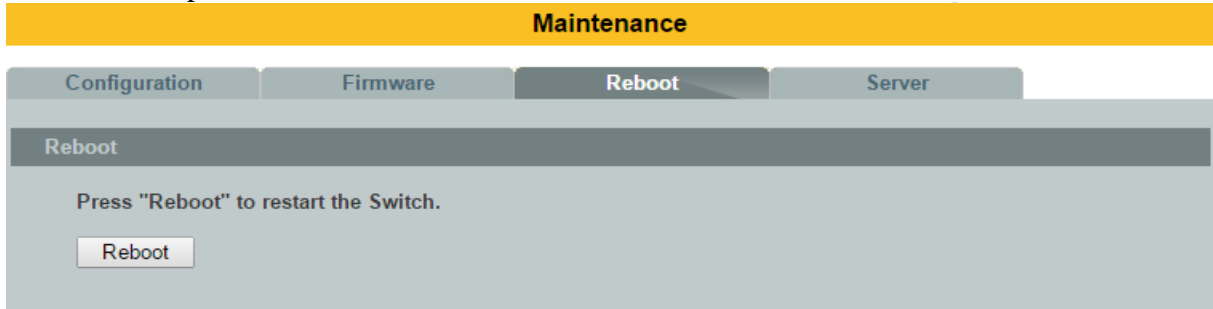 Maintenance
Configuration Firmware Reboot Server
Reboot
Press "Reboot" to restart the Switch.
Reboot